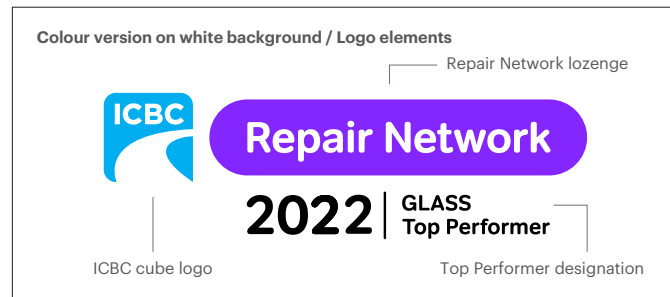 Colour version on white background / Logo elements
Repair Network lozenge
ICBC
Repair Network
2022
GLASS
Top Performer
ICBC cube logo
Top Performer designation